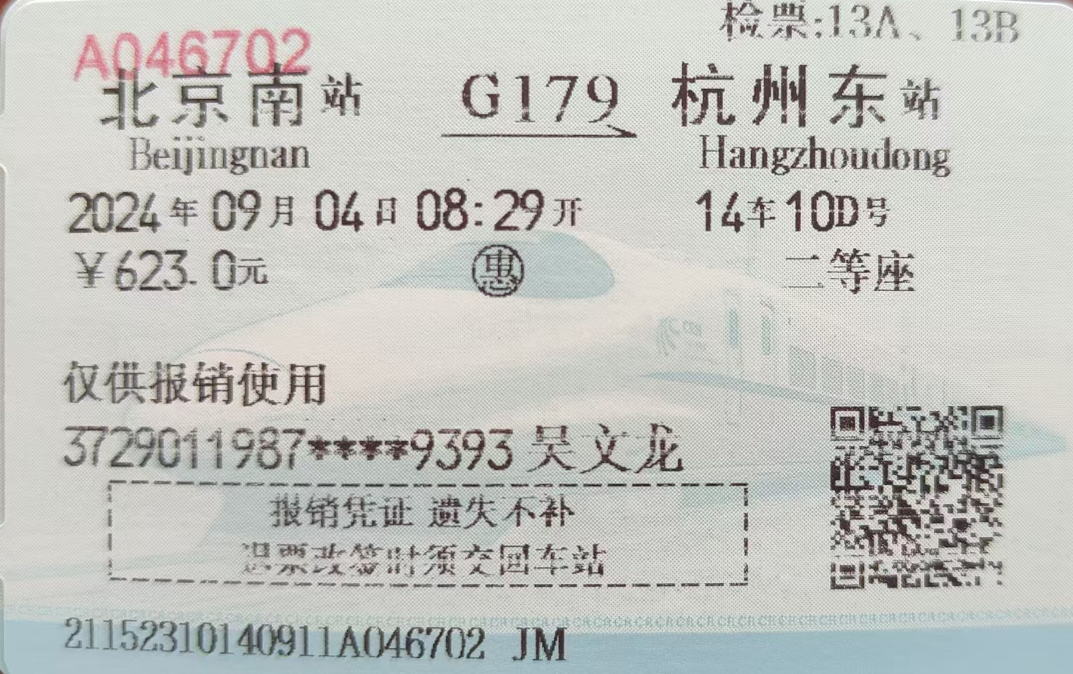 检票:13A、13B
A046702
北京南站 G179 杭州东站
Beijingnan Hangzhoudong
2024年09月04日08:29开 14车10D号
￥623.0元 惠 二等座
仅供报销使用
3729011987****9393 吴文龙
报销凭证 遗失不补
退票改签时须交回车站
21152310140911A046702 JM